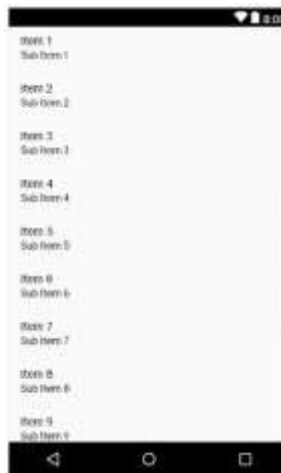 8:00
Item 1
Sub Item 1
Item 2
Sub Item 2
Item 3
Sub Item 3
Item 4
Sub Item 4
Item 5
Sub Item 5
Item 6
Sub Item 6
Item 7
Sub Item 7
Item 8
Sub Item 8
Item 9
Sub Item 9